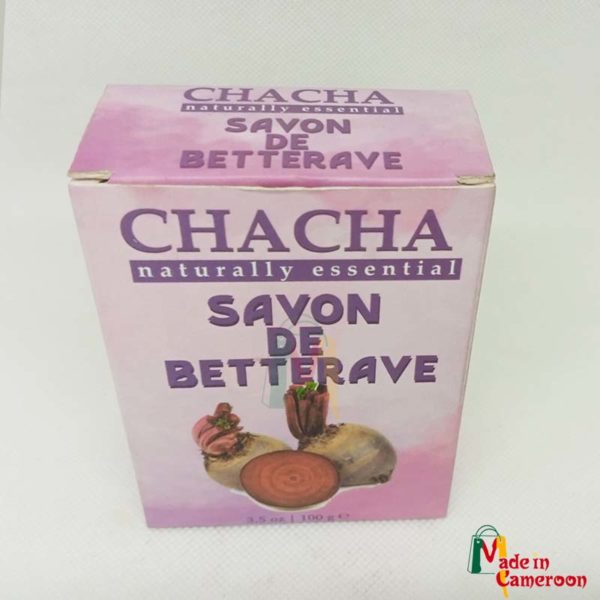 CHACHA
naturally essential
SAVON
DE
BETTERAVE
CHACHA
naturally essential
SAVON
DE
BETTERAVE
3.5 oz | 100 g e
Made in
Cameroon